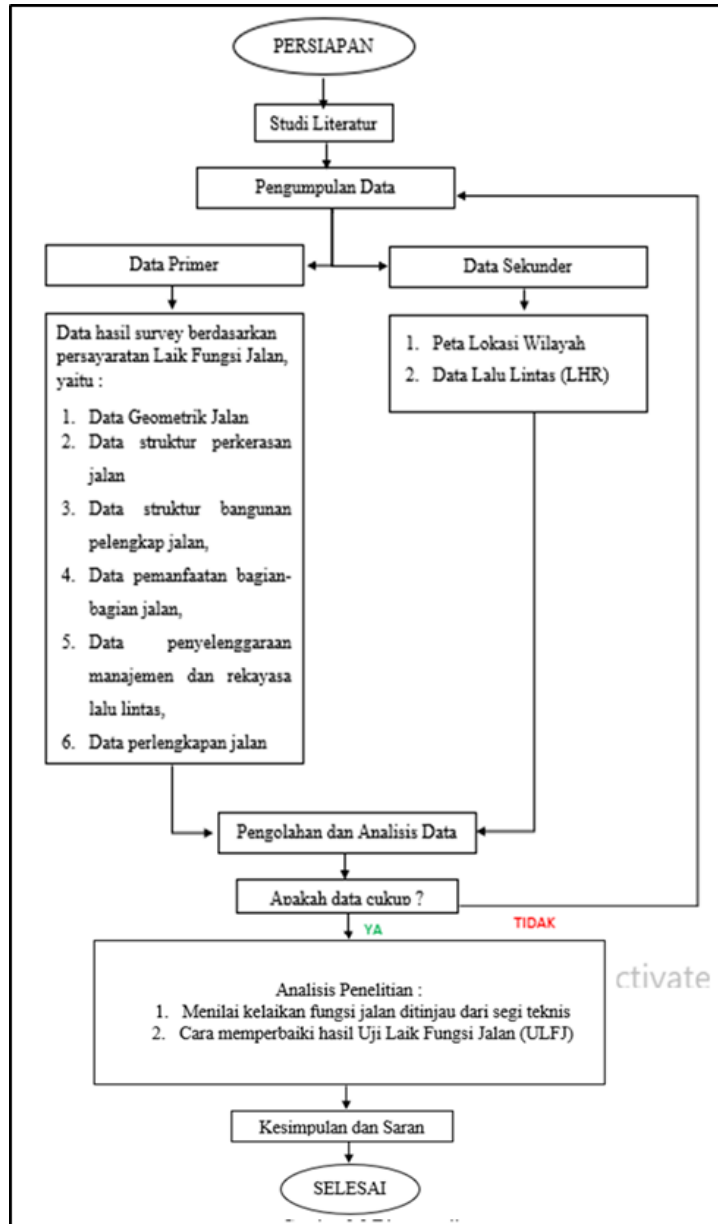 PERSIAPAN
Studi Literatur
Pengumpulan Data
Data Primer
Data Sekunder
Data hasil survey berdasarkan
persayaratan Laik Fungsi Jalan,
yaitu :
1. Data Geometrik Jalan
2. Data struktur perkerasan
jalan
3. Data struktur bangunan
pelengkap jalan,
4. Data pemanfaatan bagian-
bagian jalan,
5. Data penyelenggaraan
manajemen dan rekayasa
lalu lintas,
6. Data perlengkapan jalan
1. Peta Lokasi Wilayah
2. Data Lalu Lintas (LHR)
Pengolahan dan Analisis Data
Apakah data cukup ?
YA
TIDAK
ctivate
Analisis Penelitian :
1. Menilai kelaikan fungsi jalan ditinjau dari segi teknis
2. Cara memperbaiki hasil Uji Laik Fungsi Jalan (ULFJ)
Kesimpulan dan Saran
SELESAI